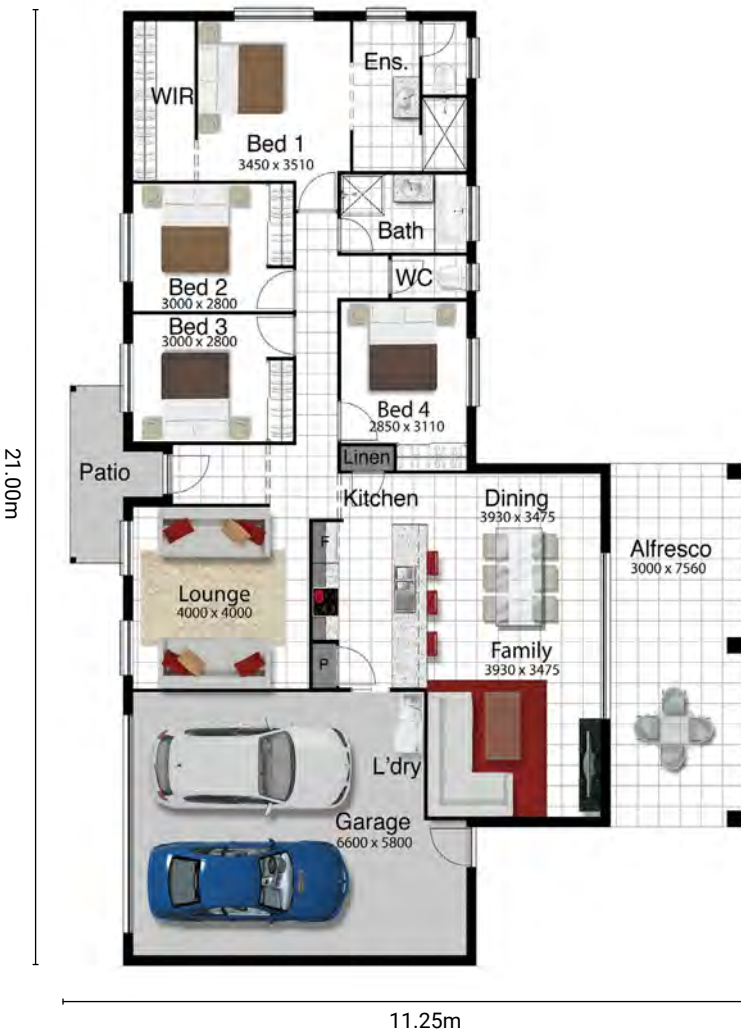 WIR
Ens.
Bed 1
3450 x 3510
Bath
WC
Bed 2
3000 x 2800
Bed 3
3000 x 2800
Bed 4
2850 x 3110
Linen
Patio
Kitchen
Dining
3930 x 3475
F
Lounge
4000 x 4000
Alfresco
3000 x 7560
Family
3930 x 3475
P
L'dry
Garage
6600 x 5800
21.00m
11.25m